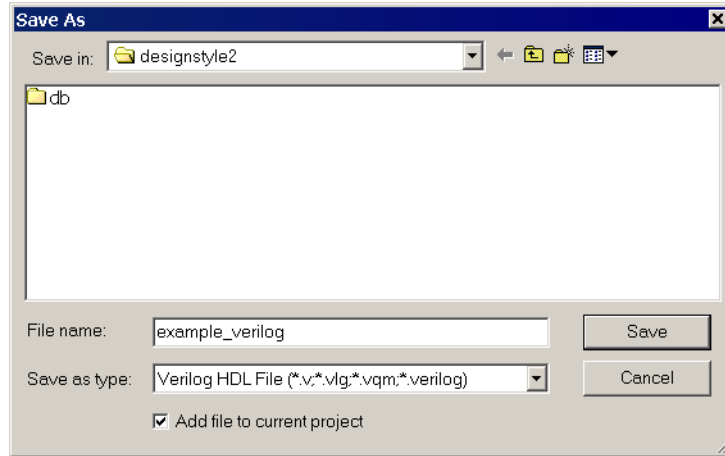 Save As
Save in: designstyle2
db
File name: example_verilog Save
Save as type: Verilog HDL File (*.v;*.vlg;*.vqm;*.verilog) Cancel
Add file to current project